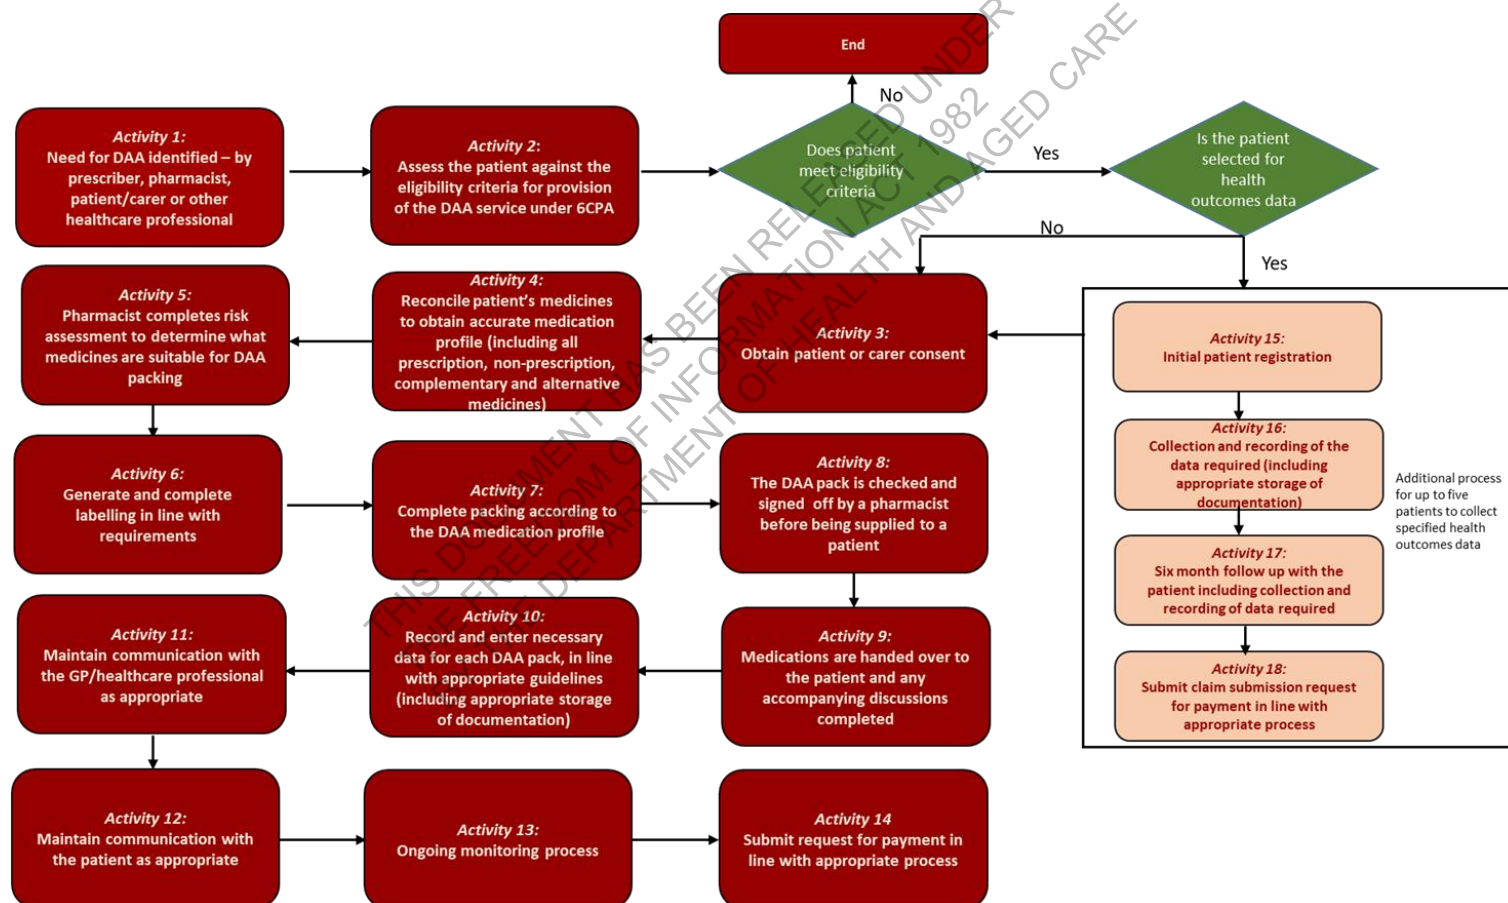 End
No
Activity 1:
Need for DAA identified – by
prescriber, pharmacist,
patient/carer or other
healthcare professional
Activity 2:
Assess the patient against the
eligibility criteria for provision
of the DAA service under 6CPA
Does patient
meet eligibility
criteria
Yes
Is the patient
selected for
health
outcomes data
No
Yes
Activity 5:
Pharmacist completes risk
assessment to determine what
medicines are suitable for DAA
packing
Activity 4:
Reconcile patient's medicines
to obtain accurate medication
profile (including all
prescription, non-prescription,
complementary and alternative
medicines)
Activity 3:
Obtain patient or carer consent
Activity 15:
Initial patient registration
Activity 16:
Collection and recording of the
data required (including
appropriate storage of
documentation)
Activity 17:
Six month follow up with the
patient including collection and
recording of data required
Activity 18:
Submit claim submission request
for payment in line with
appropriate process
Additional process
for up to five
patients to collect
specified health
outcomes data
Activity 6:
Generate and complete
labelling in line with
requirements
Activity 7:
Complete packing according to
the DAA medication profile
Activity 8:
The DAA pack is checked and
signed off by a pharmacist
before being supplied to a
patient
Activity 11:
Maintain communication with
the GP/healthcare professional
as appropriate
Activity 10:
Record and enter necessary
data for each DAA pack, in line
with appropriate guidelines
(including appropriate storage
of documentation)
Activity 9:
Medications are handed over to
the patient and any
accompanying discussions
completed
Activity 12:
Maintain communication with
the patient as appropriate
Activity 13:
Ongoing monitoring process
Activity 14
Submit request for payment in
line with appropriate process
THIS DOCUMENT HAS BEEN RELEASED UNDER
THE FREEDOM OF INFORMATION ACT 1982
BY THE DEPARTMENT OF HEALTH AND AGED CARE